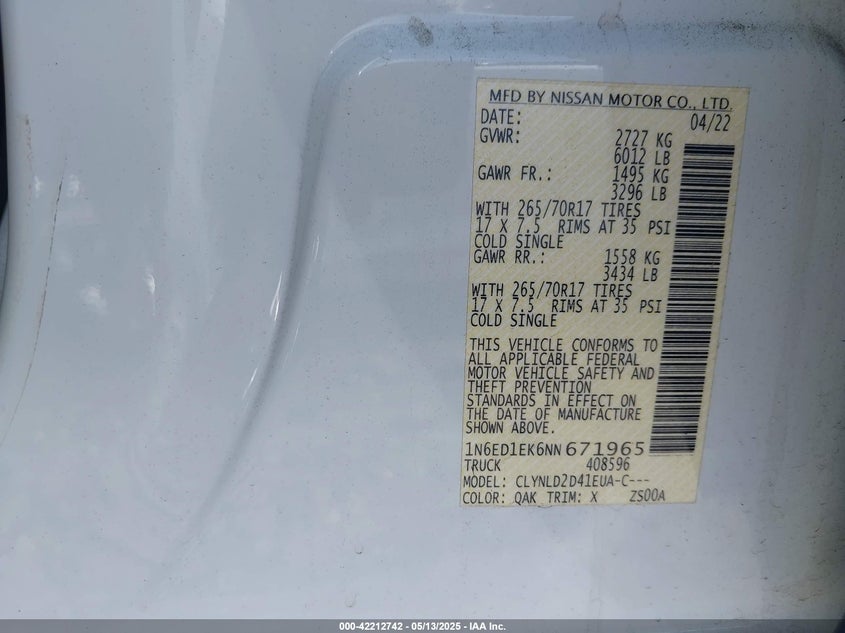 MFD BY NISSAN MOTOR CO., LTD.
DATE: 04/22
GVWR: 2727 KG
6012 LB
GAWR FR.: 1495 KG
3296 LB
WITH 265/70R17 TIRES
17 X 7.5 RIMS AT 35 PSI
COLD SINGLE
GAWR RR.: 1558 KG
3434 LB
WITH 265/70R17 TIRES
17 X 7.5 RIMS AT 35 PSI
COLD SINGLE
THIS VEHICLE CONFORMS TO
ALL APPLICABLE FEDERAL
MOTOR VEHICLE SAFETY AND
THEFT PREVENTION
STANDARDS IN EFFECT ON
THE DATE OF MANUFACTURE
SHOWN ABOVE.
1N6ED1EK6NN671965
TRUCK 408596
MODEL: CLYNLD2D41EUA-C---
COLOR: QAK TRIM: X ZS00A
000-42212742 - 05/13/2025 - IAA Inc.